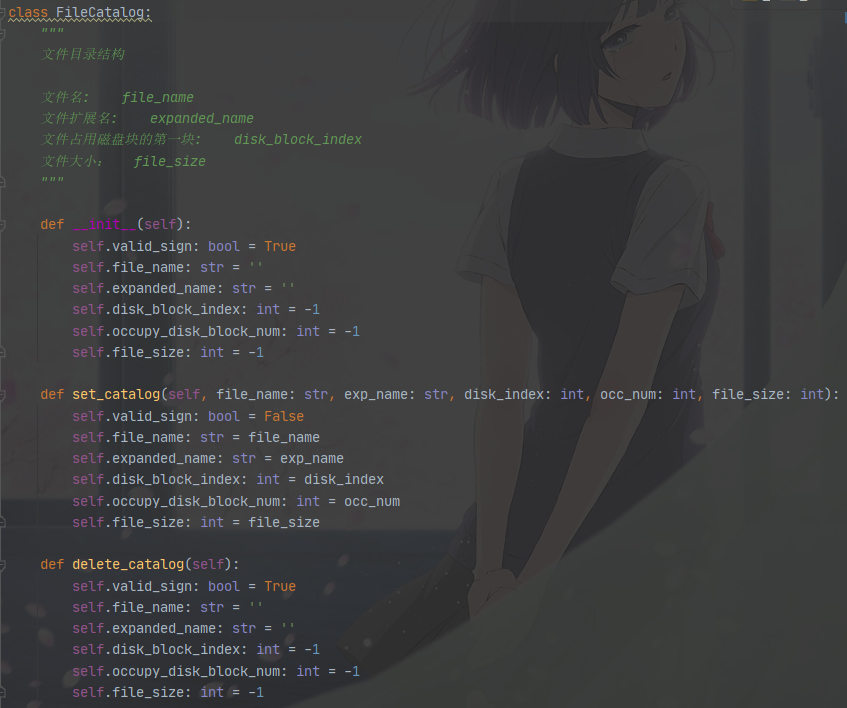 class FileCatalog:
    """
    文件目录结构

    文件名:    file_name
    文件扩展名:    expanded_name
    文件占用磁盘块的第一块:    disk_block_index
    文件大小:    file_size
    """

    def __init__(self):
        self.valid_sign: bool = True
        self.file_name: str = ''
        self.expanded_name: str = ''
        self.disk_block_index: int = -1
        self.occupy_disk_block_num: int = -1
        self.file_size: int = -1

    def set_catalog(self, file_name: str, exp_name: str, disk_index: int, occ_num: int, file_size: int):
        self.valid_sign: bool = False
        self.file_name: str = file_name
        self.expanded_name: str = exp_name
        self.disk_block_index: int = disk_index
        self.occupy_disk_block_num: int = occ_num
        self.file_size: int = file_size

    def delete_catalog(self):
        self.valid_sign: bool = True
        self.file_name: str = ''
        self.expanded_name: str = ''
        self.disk_block_index: int = -1
        self.occupy_disk_block_num: int = -1
        self.file_size: int = -1